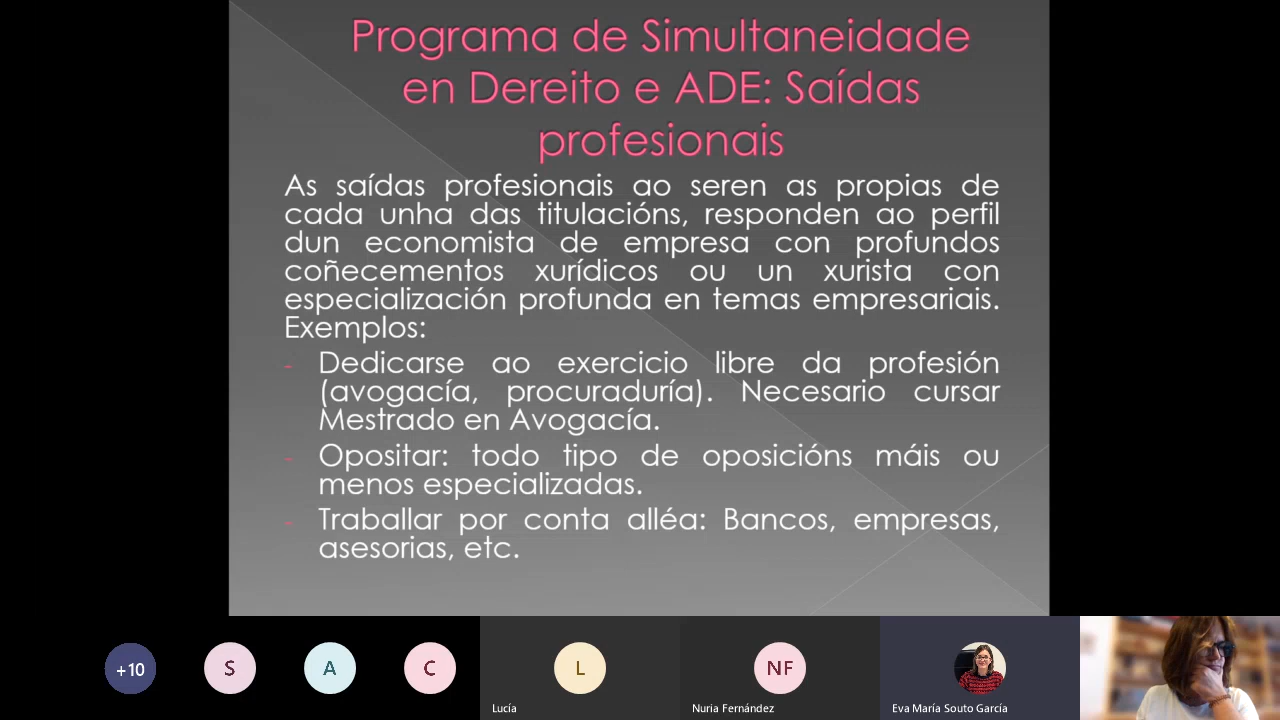 Programa de Simultaneidade
en Dereito e ADE: Saídas
profesionais
As saídas profesionais ao seren as propias de
cada unha das titulacións, responden ao perfil
dun economista de empresa con profundos
coñecementos xurídicos ou un xurista con
especialización profunda en temas empresariais.
Exemplos:
- Dedicarse ao exercicio libre da profesión
(avogacía, procuraduría). Necesario cursar
Mestrado en Avogacía.
- Opositar: todo tipo de oposicións máis ou
menos especializadas.
- Traballar por conta alléa: Bancos, empresas,
asesorias, etc.
+10
S
A
C
L
NF
Lucía
Nuria Fernández
Eva María Souto García